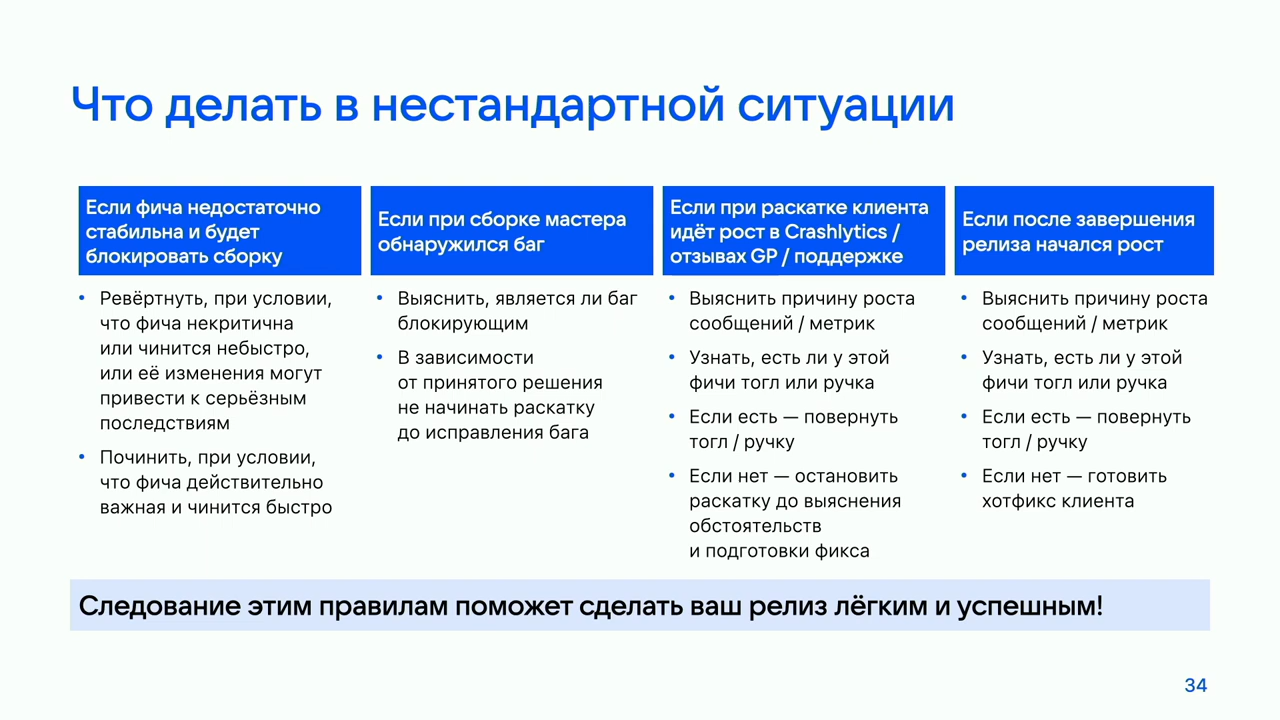 Что делать в нестандартной ситуации
Если фича недостаточно
стабильна и будет
блокировать сборку
Ревёртнуть, при условии,
что фича некритична
или чинится небыстро,
или её изменения могут
привести к серьёзным
последствиям
Починить, при условии,
что фича действительно
важная и чинится быстро
Если при сборке мастера
обнаружился баг
Выяснить, является ли баг
блокирующим
В зависимости
от принятого решения
не начинать раскатку
до исправления бага
Если при раскатке клиента
идёт рост в Crashlytics /
отзывах GP / поддержке
Выяснить причину роста
сообщений / метрик
Узнать, есть ли у этой
фичи тогл или ручка
Если есть — повернуть
тогл / ручку
Если нет — остановить
раскатку до выяснения
обстоятельств
и подготовки фикса
Если после завершения
релиза начался рост
Выяснить причину роста
сообщений / метрик
Узнать, есть ли у этой
фичи тогл или ручка
Если есть — повернуть
тогл / ручку
Если нет — готовить
хотфикс клиента
Следование этим правилам поможет сделать ваш релиз лёгким и успешным!
34